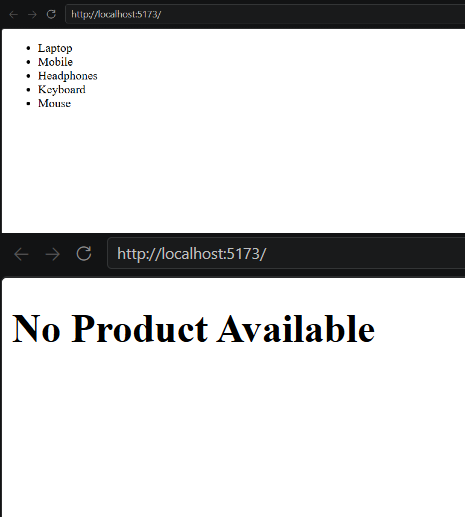 http://localhost:5173/
Laptop
Mobile
Headphones
Keyboard
Mouse
http://localhost:5173/
No Product Available